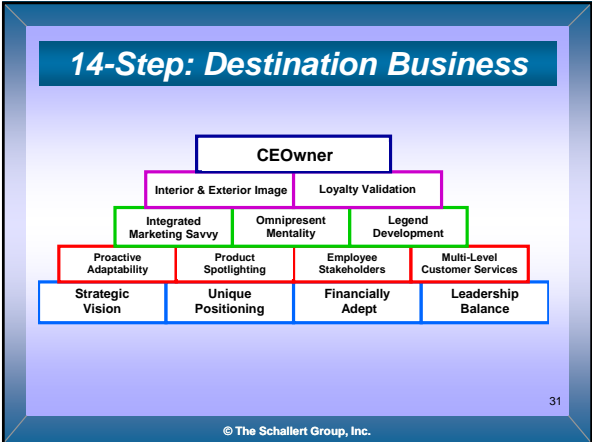 14-Step: Destination Business
CEOwner
Interior & Exterior Image
Loyalty Validation
Integrated
Marketing Savvy
Omnipresent
Mentality
Legend
Development
Proactive
Adaptability
Product
Spotlighting
Employee
Stakeholders
Multi-Level
Customer Services
Strategic
Vision
Unique
Positioning
Financially
Adept
Leadership
Balance
31
© The Schallert Group, Inc.